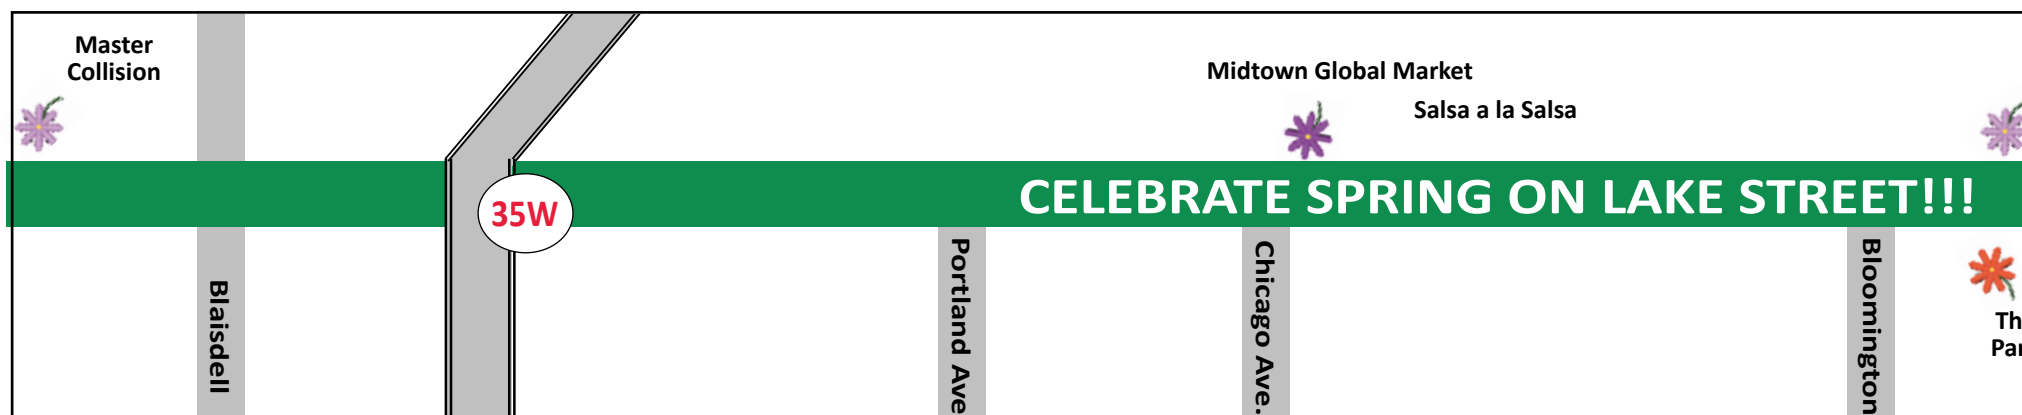 Master
Collision
Midtown Global Market
Salsa a la Salsa
CELEBRATE SPRING ON LAKE STREET!!!
35W
Blaisdell
Portland Ave
Chicago Ave.
Bloomington